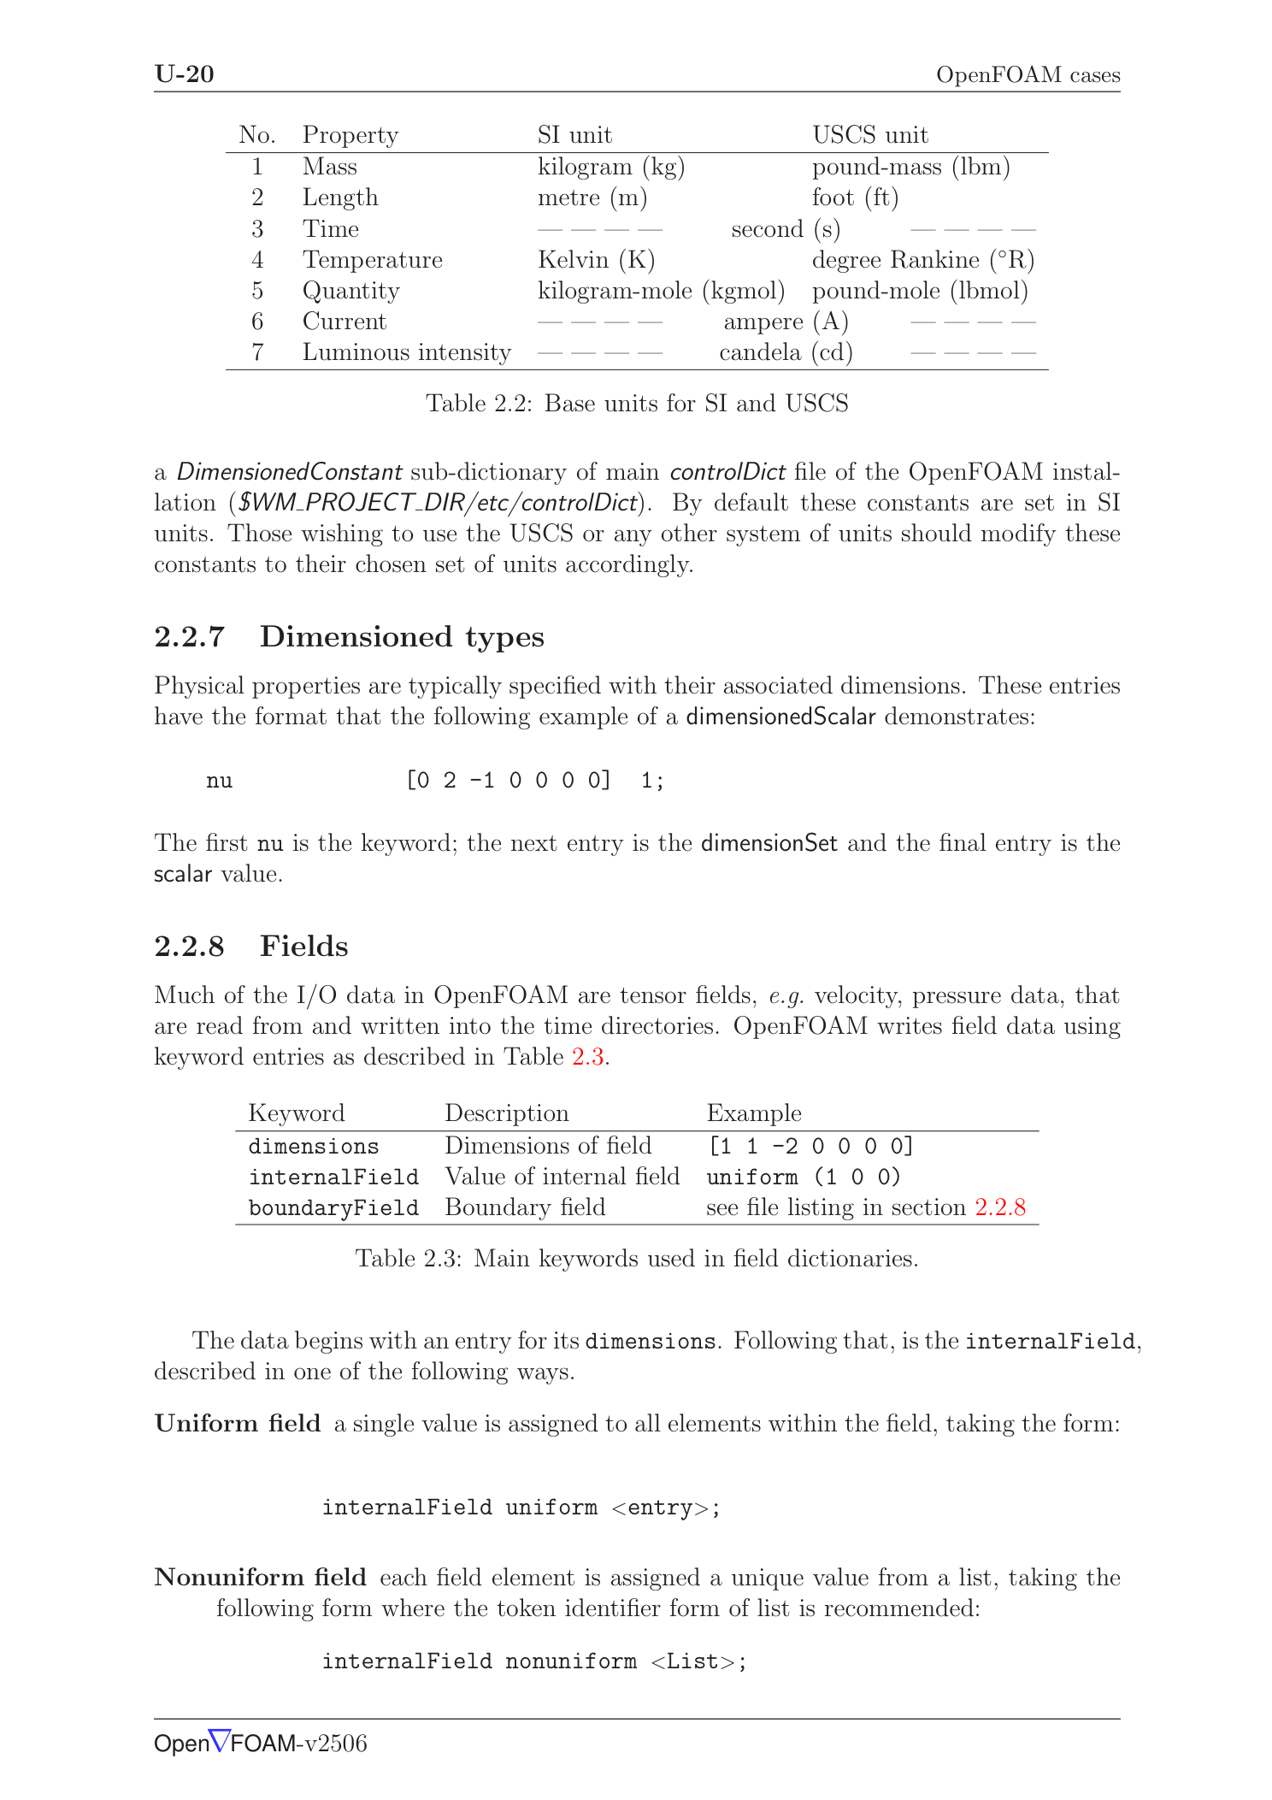 U-20 OpenFOAM cases
No. Property SI unit USCS unit
1 Mass kilogram (kg) pound-mass (lbm)
2 Length metre (m) foot (ft)
3 Time — — — — second (s) — — — —
4 Temperature Kelvin (K) degree Rankine (°R)
5 Quantity kilogram-mole (kgmol) pound-mole (lbmol)
6 Current — — — — ampere (A) — — — —
7 Luminous intensity — — — — candela (cd) — — — —
Table 2.2: Base units for SI and USCS
a DimensionedConstant sub-dictionary of main controlDict file of the OpenFOAM instal-
lation ($WM_PROJECT_DIR/etc/controlDict). By default these constants are set in SI
units. Those wishing to use the USCS or any other system of units should modify these
constants to their chosen set of units accordingly.
2.2.7 Dimensioned types
Physical properties are typically specified with their associated dimensions. These entries
have the format that the following example of a dimensionedScalar demonstrates:
nu [0 2 -1 0 0 0 0] 1;
The first nu is the keyword; the next entry is the dimensionSet and the final entry is the
scalar value.
2.2.8 Fields
Much of the I/O data in OpenFOAM are tensor fields, e.g. velocity, pressure data, that
are read from and written into the time directories. OpenFOAM writes field data using
keyword entries as described in Table 2.3.
Keyword Description Example
dimensions Dimensions of field [1 1 -2 0 0 0 0]
internalField Value of internal field uniform (1 0 0)
boundaryField Boundary field see file listing in section 2.2.8
Table 2.3: Main keywords used in field dictionaries.
The data begins with an entry for its dimensions. Following that, is the internalField,
described in one of the following ways.
Uniform field a single value is assigned to all elements within the field, taking the form:
internalField uniform <entry>;
Nonuniform field each field element is assigned a unique value from a list, taking the
following form where the token identifier form of list is recommended:
internalField nonuniform <List>;
Open∇FOAM-v2506